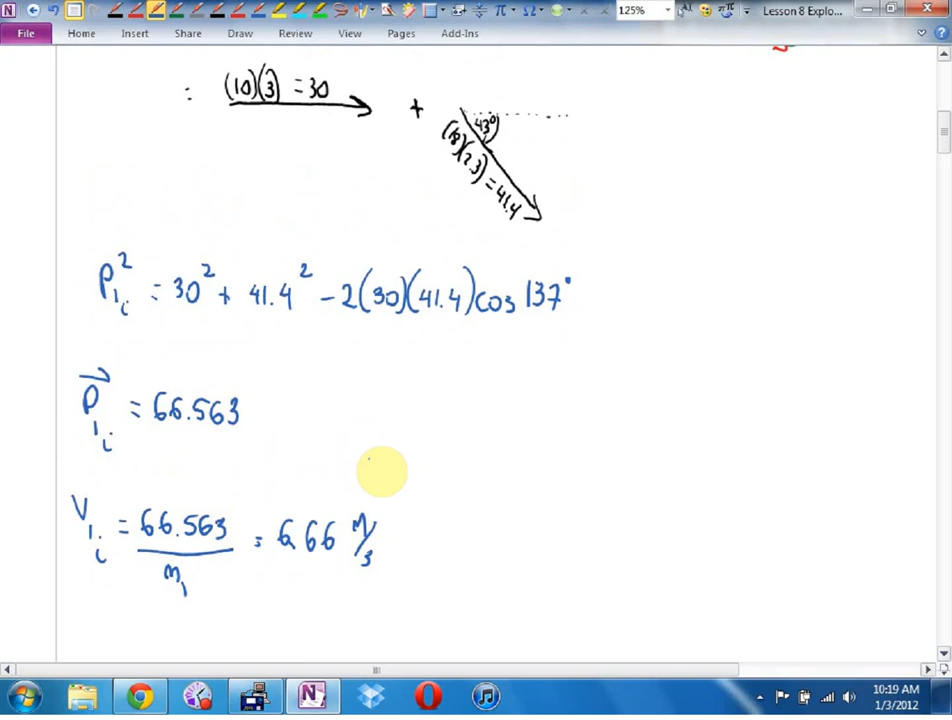 125%
Lesson 8 Explo...
File Home Insert Share Draw Review View Pages Add-Ins
= (10)(3) = 30 +
43°
(18)(2.3) = 41.4
P₁ᵢ² = 30² + 41.4² - 2(30)(41.4) cos 137°
P₁ᵢ = 66.563
V₁ᵢ = 66.563 / m₁ = 6.66 m/s
10:19 AM
1/3/2012